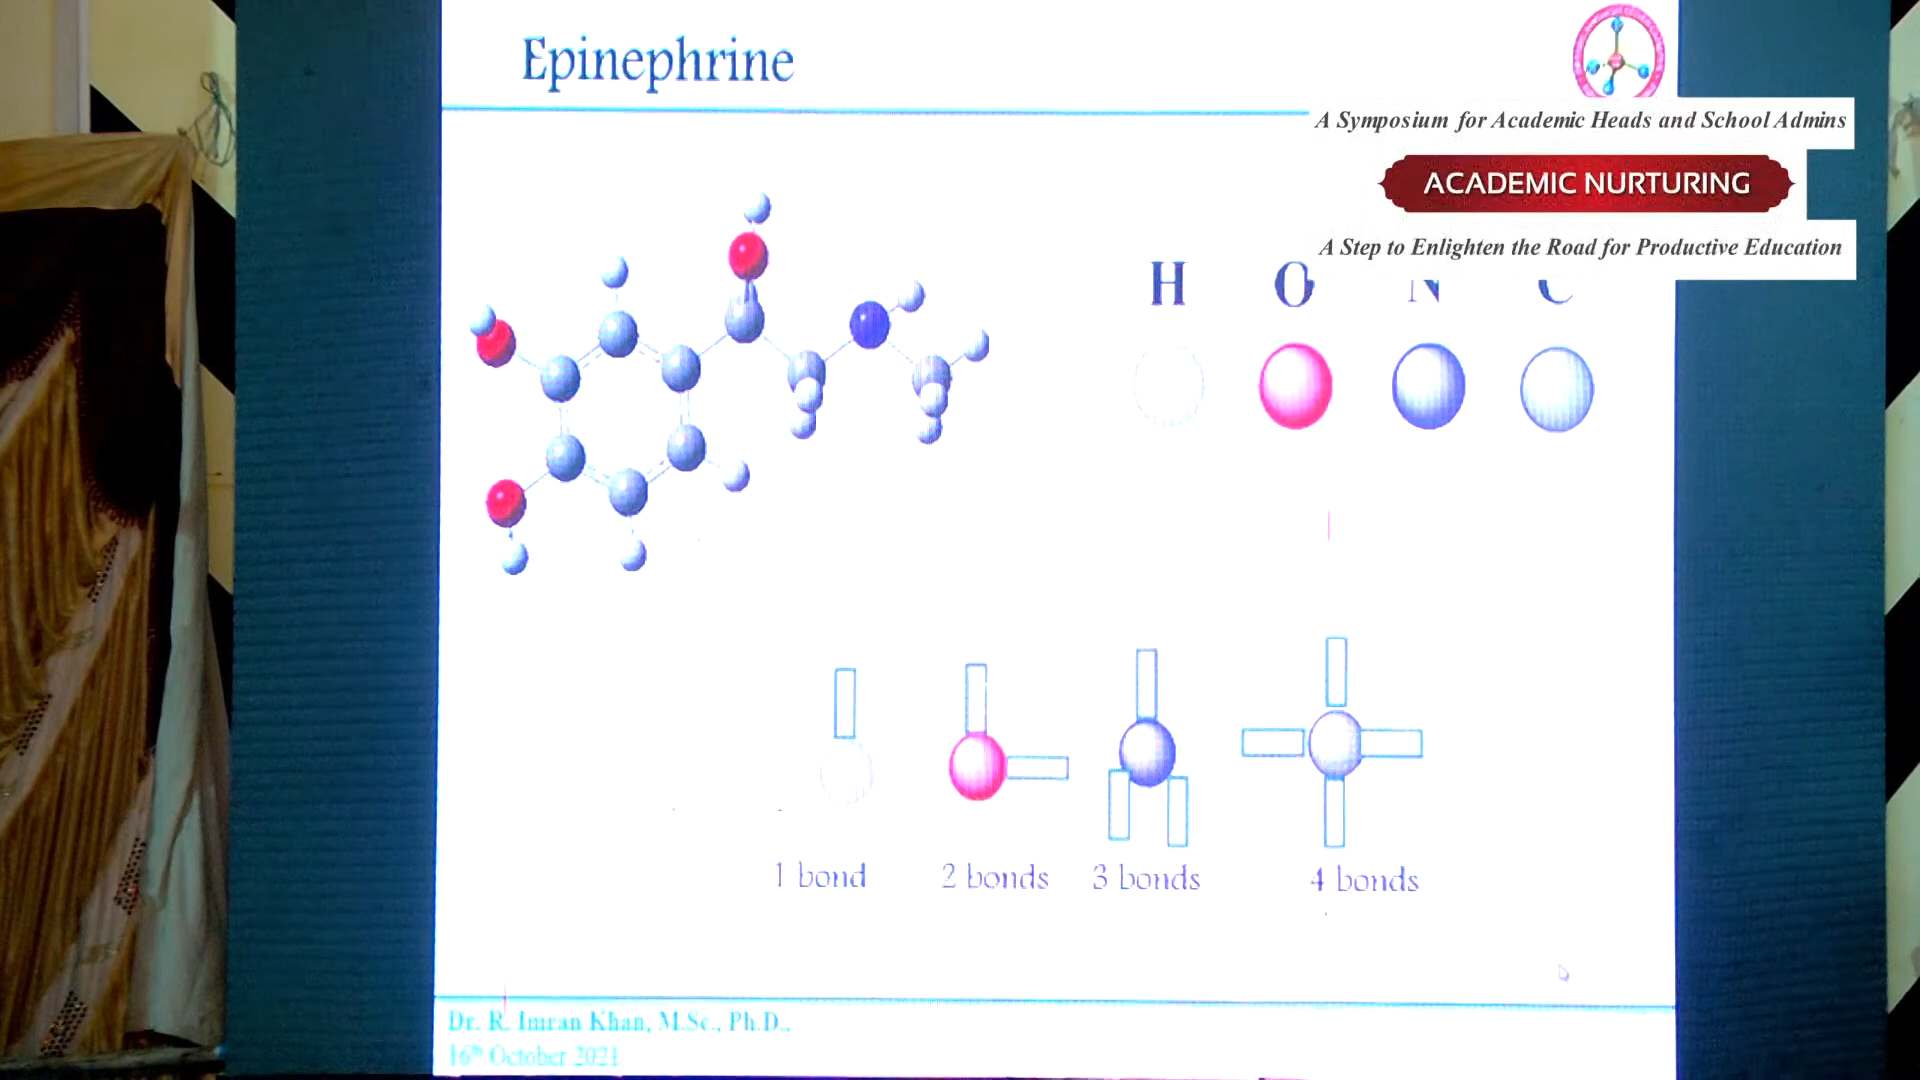 Epinephrine
A Symposium for Academic Heads and School Admins
ACADEMIC NURTURING
A Step to Enlighten the Road for Productive Education
H O N C
1 bond 2 bonds 3 bonds 4 bonds
Dr. R. Imran Khan, M.Sc., Ph.D.,
16th October 2021